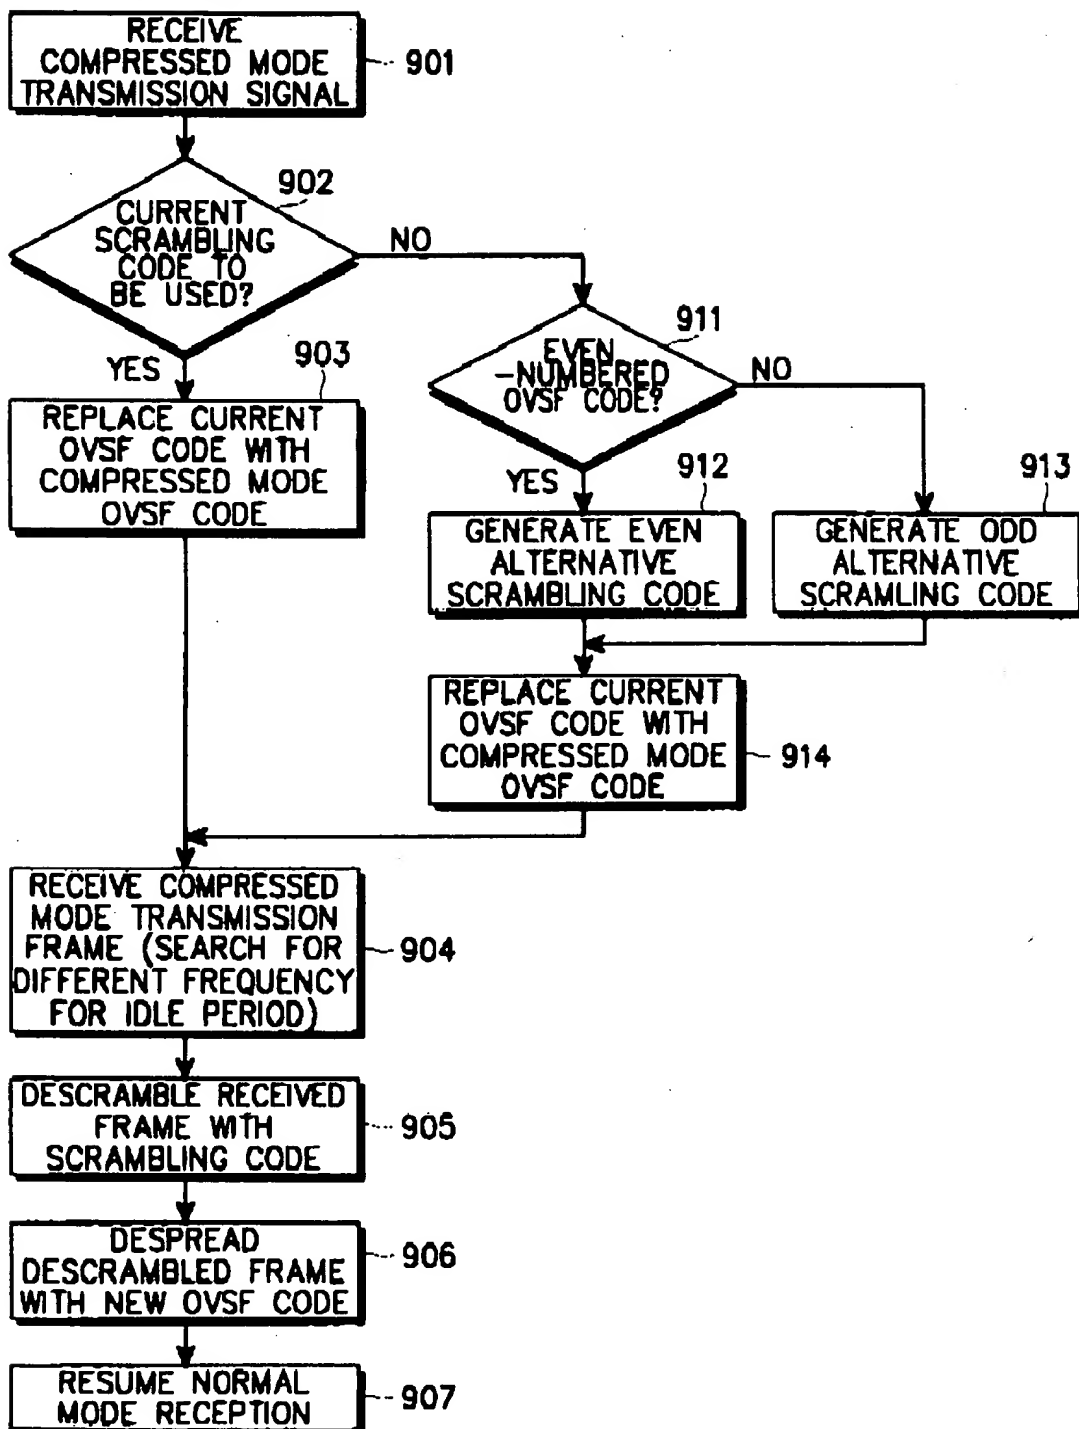 RECEIVE
COMPRESSED MODE
TRANSMISSION SIGNAL
901
902
CURRENT
SCRAMBLING
CODE TO
BE USED?
NO
YES
903
REPLACE CURRENT
OVSF CODE WITH
COMPRESSED MODE
OVSF CODE
911
EVEN
-NUMBERED
OVSF CODE?
NO
YES
912
GENERATE EVEN
ALTERNATIVE
SCRAMBLING CODE
913
GENERATE ODD
ALTERNATIVE
SCRAMLING CODE
REPLACE CURRENT
OVSF CODE WITH
COMPRESSED MODE
OVSF CODE
914
RECEIVE COMPRESSED
MODE TRANSMISSION
FRAME (SEARCH FOR
DIFFERENT FREQUENCY
FOR IDLE PERIOD)
904
DESCRAMBLE RECEIVED
FRAME WITH
SCRAMBLING CODE
905
DESPREAD
DESCRAMBLED FRAME
WITH NEW OVSF CODE
906
RESUME NORMAL
MODE RECEPTION
907